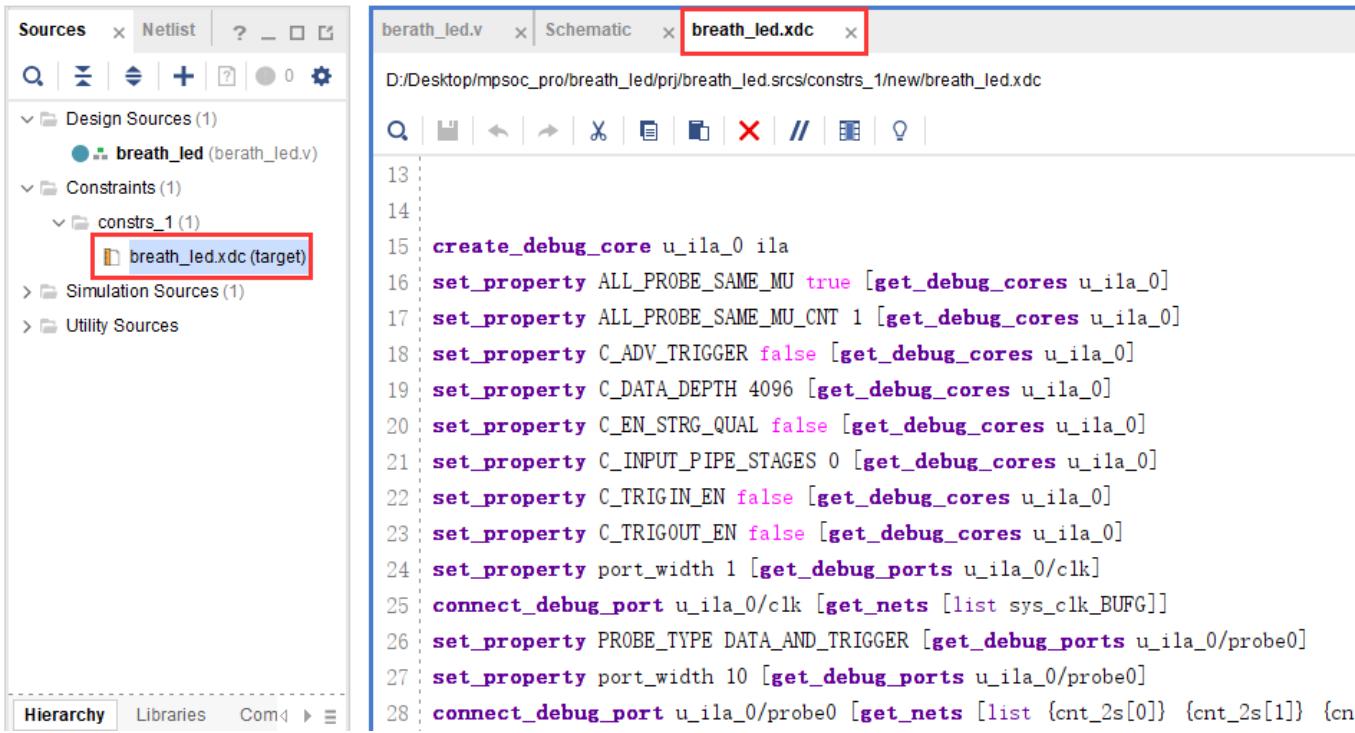 Sources
Netlist
?
0
Design Sources (1)
breath_led (berath_led.v)
Constraints (1)
constrs_1 (1)
breath_led.xdc (target)
Simulation Sources (1)
Utility Sources
Hierarchy Libraries Com
berath_led.v Schematic breath_led.xdc
D:/Desktop/mpsoc_pro/breath_led/prj/breath_led.srcs/constrs_1/new/breath_led.xdc
//
13
14
15 create_debug_core u_ila_0 ila
16 set_property ALL_PROBE_SAME_MU true [get_debug_cores u_ila_0]
17 set_property ALL_PROBE_SAME_MU_CNT 1 [get_debug_cores u_ila_0]
18 set_property C_ADV_TRIGGER false [get_debug_cores u_ila_0]
19 set_property C_DATA_DEPTH 4096 [get_debug_cores u_ila_0]
20 set_property C_EN_STRG_QUAL false [get_debug_cores u_ila_0]
21 set_property C_INPUT_PIPE_STAGES 0 [get_debug_cores u_ila_0]
22 set_property C_TRIGIN_EN false [get_debug_cores u_ila_0]
23 set_property C_TRIGOUT_EN false [get_debug_cores u_ila_0]
24 set_property port_width 1 [get_debug_ports u_ila_0/clk]
25 connect_debug_port u_ila_0/clk [get_nets [list sys_clk_BUFG]]
26 set_property PROBE_TYPE DATA_AND_TRIGGER [get_debug_ports u_ila_0/probe0]
27 set_property port_width 10 [get_debug_ports u_ila_0/probe0]
28 connect_debug_port u_ila_0/probe0 [get_nets [list {cnt_2s[0]} {cnt_2s[1]} {cn